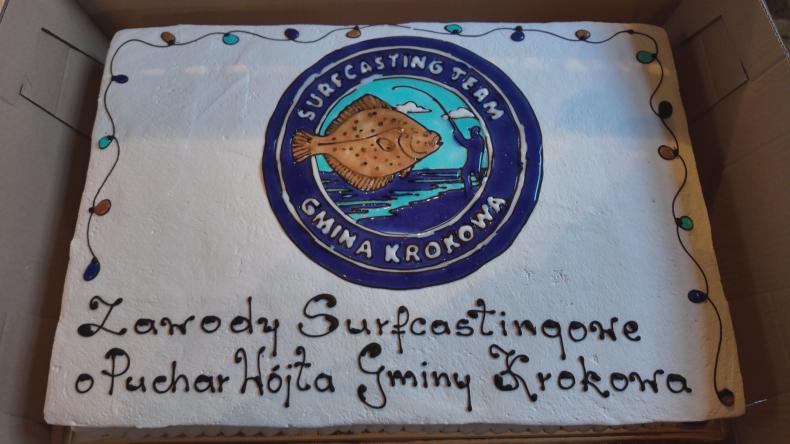 SURFCASTING TEAM
GMINA KROKOWA
Zawody Surfcastingowe
o Puchar Wójta Gminy Krokowa